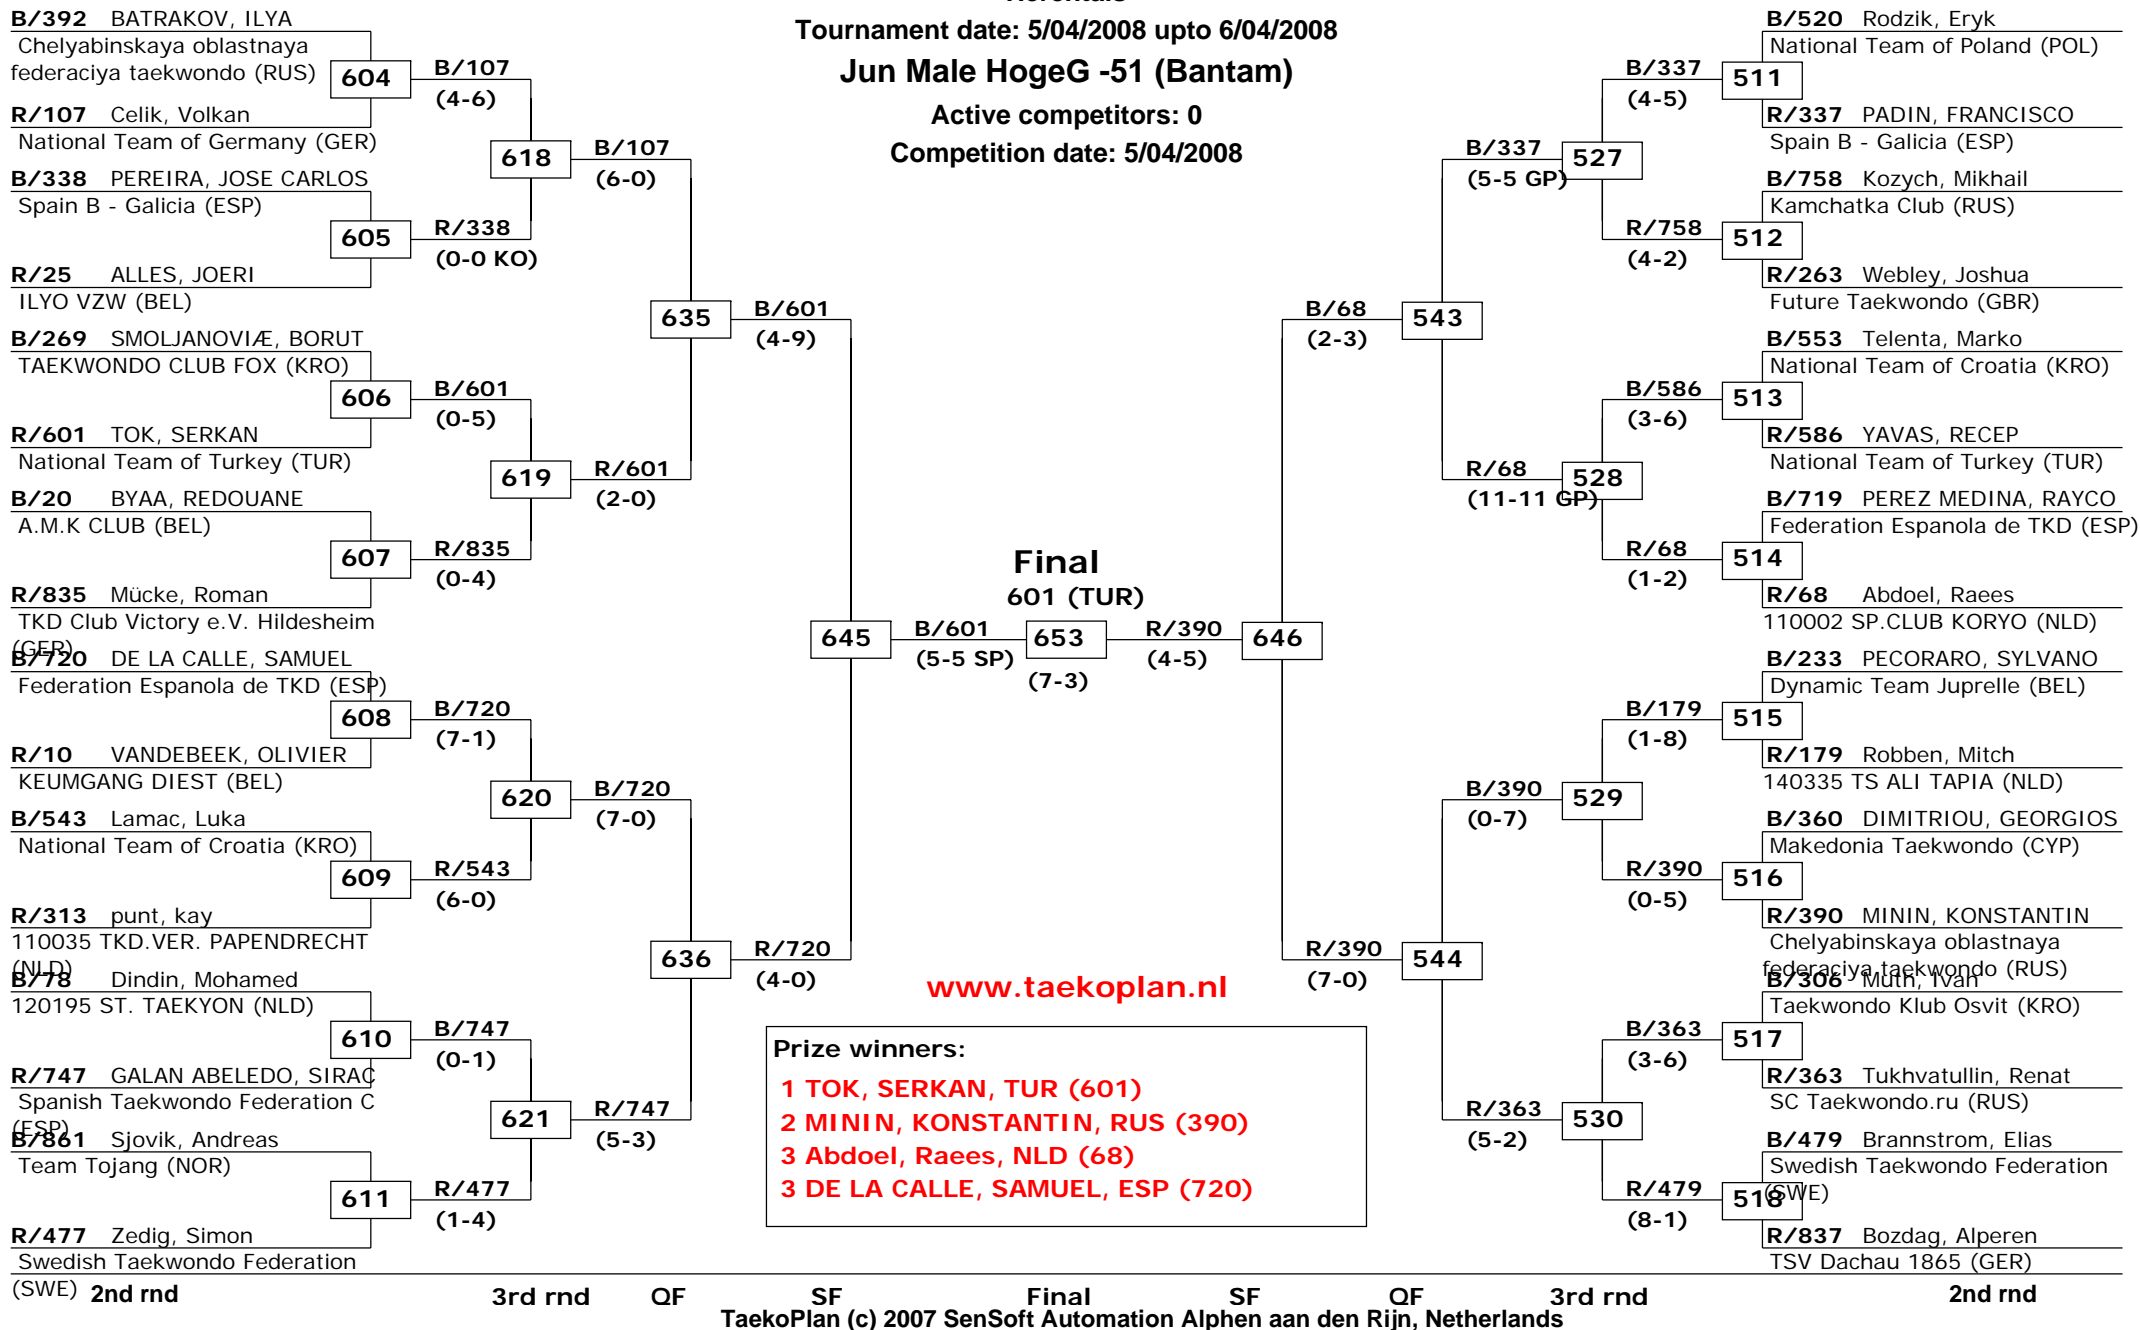 Tournament date: 5/04/2008 upto 6/04/2008
Jun Male HogeG -51 (Bantam)
Active competitors: 0
Competition date: 5/04/2008
B/392 BATRAKOV, ILYA
Chelyabinskaya oblastnaya
federaciya taekwondo (RUS)
604
R/107 Celik, Volkan
National Team of Germany (GER)
B/338 PEREIRA, JOSE CARLOS
Spain B - Galicia (ESP)
605
R/25 ALLES, JOERI
ILYO VZW (BEL)
B/269 SMOLJANOVIÆ, BORUT
TAEKWONDO CLUB FOX (KRO)
606
R/601 TOK, SERKAN
National Team of Turkey (TUR)
B/20 BYAA, REDOUANE
A.M.K CLUB (BEL)
607
R/835 Mücke, Roman
TKD Club Victory e.V. Hildesheim
(GER)
B/720 DE LA CALLE, SAMUEL
Federation Espanola de TKD (ESP)
608
R/10 VANDEBEEK, OLIVIER
KEUMGANG DIEST (BEL)
B/543 Lamac, Luka
National Team of Croatia (KRO)
609
R/313 punt, kay
110035 TKD.VER. PAPENDRECHT
(NLD)
B/78 Dindin, Mohamed
120195 ST. TAEKYON (NLD)
610
R/747 GALAN ABELEDO, SIRAC
Spanish Taekwondo Federation C
(ESP)
B/861 Sjovik, Andreas
Team Tojang (NOR)
611
R/477 Zedig, Simon
Swedish Taekwondo Federation
(SWE)
B/107
(4-6)
618
R/338
(0-0 KO)
B/601
(0-5)
619
R/835
(0-4)
B/720
(7-1)
620
R/543
(6-0)
B/747
(0-1)
621
R/477
(1-4)
B/107
(6-0)
635
R/601
(2-0)
B/720
(7-0)
636
R/747
(5-3)
B/601
(4-9)
645
R/720
(4-0)
B/601
(5-5 SP)
Final
601 (TUR)
653
(7-3)
R/390
(4-5)
646
B/68
(2-3)
R/390
(7-0)
543
544
B/337
(5-5 GP)
R/68
(11-11 GP)
B/390
(0-7)
R/363
(5-2)
527
528
529
530
B/337
(4-5)
R/758
(4-2)
B/586
(3-6)
R/68
(1-2)
B/179
(1-8)
R/390
(0-5)
B/363
(3-6)
R/479
(8-1)
B/520 Rodzik, Eryk
National Team of Poland (POL)
511
R/337 PADIN, FRANCISCO
Spain B - Galicia (ESP)
B/758 Kozych, Mikhail
Kamchatka Club (RUS)
512
R/263 Webley, Joshua
Future Taekwondo (GBR)
B/553 Telenta, Marko
National Team of Croatia (KRO)
513
R/586 YAVAS, RECEP
National Team of Turkey (TUR)
B/719 PEREZ MEDINA, RAYCO
Federation Espanola de TKD (ESP)
514
R/68 Abdoel, Raees
110002 SP.CLUB KORYO (NLD)
B/233 PECORARO, SYLVANO
Dynamic Team Juprelle (BEL)
515
R/179 Robben, Mitch
140335 TS ALI TAPIA (NLD)
B/360 DIMITRIOU, GEORGIOS
Makedonia Taekwondo (CYP)
516
R/390 MININ, KONSTANTIN
Chelyabinskaya oblastnaya
federaciya taekwondo (RUS)
B/306 Muth, Ivan
Taekwondo Klub Osvit (KRO)
517
R/363 Tukhvatullin, Renat
SC Taekwondo.ru (RUS)
B/479 Brannstrom, Elias
Swedish Taekwondo Federation
(SWE)
518
R/837 Bozdag, Alperen
TSV Dachau 1865 (GER)
www.taekoplan.nl
Prize winners:
1 TOK, SERKAN, TUR (601)
2 MININ, KONSTANTIN, RUS (390)
3 Abdoel, Raees, NLD (68)
3 DE LA CALLE, SAMUEL, ESP (720)
2nd rnd 3rd rnd QF SF Final SF QF 3rd rnd 2nd rnd
TaekoPlan (c) 2007 SenSoft Automation Alphen aan den Rijn, Netherlands